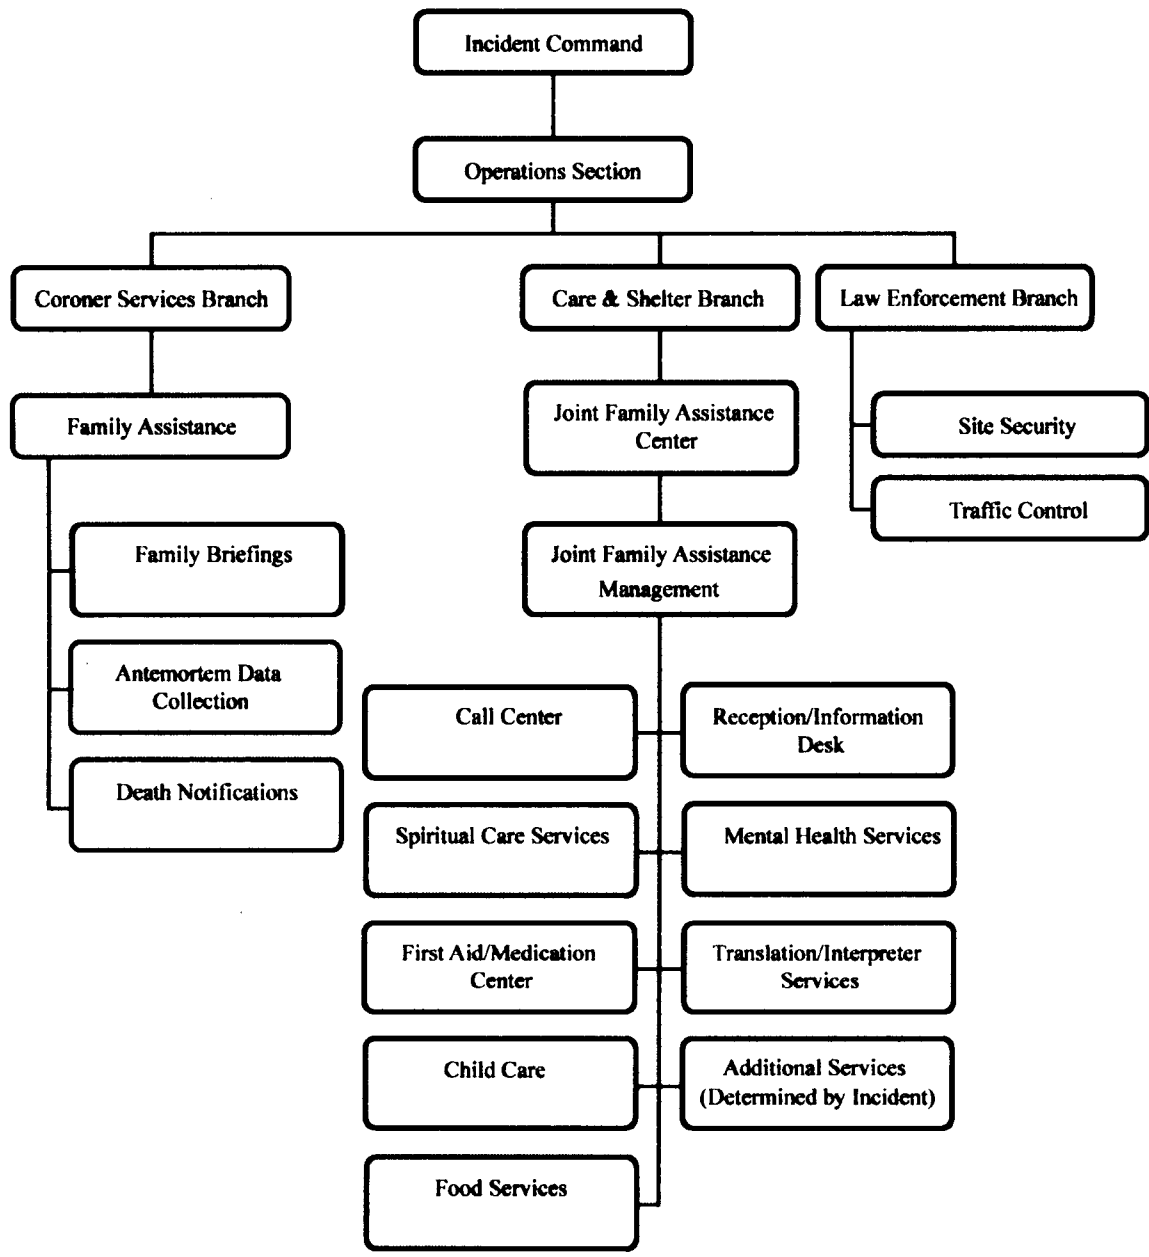 Incident Command
Operations Section
Coroner Services Branch
Care & Shelter Branch
Law Enforcement Branch
Family Assistance
Joint Family Assistance
Center
Site Security
Traffic Control
Family Briefings
Joint Family Assistance
Management
Antemortem Data
Collection
Call Center
Reception/Information
Desk
Death Notifications
Spiritual Care Services
Mental Health Services
First Aid/Medication
Center
Translation/Interpreter
Services
Child Care
Additional Services
(Determined by Incident)
Food Services